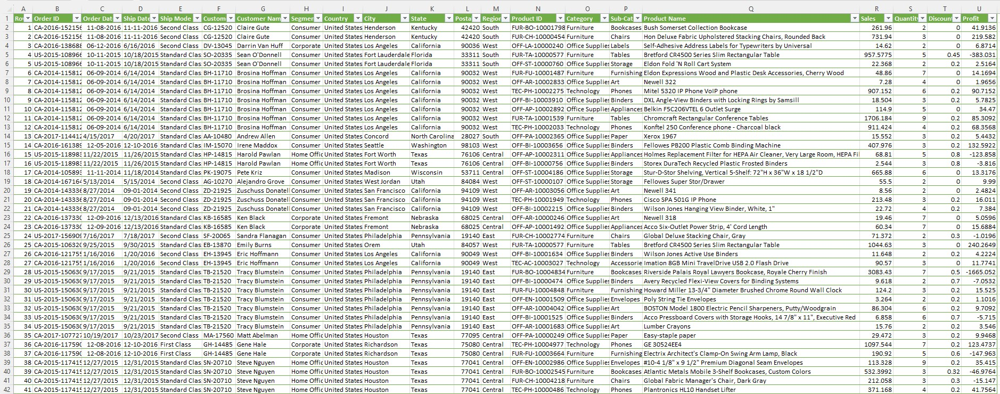 A B C D E F G H I J K L M N O P Q R S T U
1 Row Order ID Order Dat Ship Date Ship Mode Custom Customer Nam Segmen Country City State Posta Region Product ID Category Sub-Cat Product Name Sales Quantit Discoun Profit
2 1 CA-2016-152156 11-08-2016 11-11-2016 Second Class CG-12520 Claire Gute Consumer United States Henderson Kentucky 42420 South FUR-BO-10001798 Furniture Bookcases Bush Somerset Collection Bookcase 261.96 2 0 41.9136
3 2 CA-2016-152156 11-08-2016 11-11-2016 Second Class CG-12520 Claire Gute Consumer United States Henderson Kentucky 42420 South FUR-CH-10000454 Furniture Chairs Hon Deluxe Fabric Upholstered Stacking Chairs, Rounded Back 731.94 3 0 219.582
4 3 CA-2016-138688 06-12-2016 6/16/2016 Second Class DV-13045 Darrin Van Huff Corporate United States Los Angeles California 90036 West OFF-LA-10000240 Office Supplies Labels Self-Adhesive Address Labels for Typewriters by Universal 14.62 2 0 6.8714
5 4 US-2015-108966 10-11-2015 10/18/2015 Standard Clas SO-20335 Sean O'Donnell Consumer United States Fort Lauderdale Florida 33311 South FUR-TA-10000577 Furniture Tables Bretford CR4500 Series Slim Rectangular Table 957.5775 5 0.45 -383.031
6 5 US-2015-108966 10-11-2015 10/18/2015 Standard Clas SO-20335 Sean O'Donnell Consumer United States Fort Lauderdale Florida 33311 South OFF-ST-10000760 Office Supplies Storage Eldon Fold 'N Roll Cart System 22.368 2 0.2 2.5164
7 6 CA-2014-115812 06-09-2014 6/14/2014 Standard Clas BH-11710 Brosina Hoffman Consumer United States Los Angeles California 90032 West FUR-FU-10001487 Furniture Furnishing Eldon Expressions Wood and Plastic Desk Accessories, Cherry Wood 48.86 7 0 14.1694
8 7 CA-2014-115812 06-09-2014 6/14/2014 Standard Clas BH-11710 Brosina Hoffman Consumer United States Los Angeles California 90032 West OFF-AR-10002833 Office Supplies Art Newell 322 7.28 4 0 1.9656
9 8 CA-2014-115812 06-09-2014 6/14/2014 Standard Clas BH-11710 Brosina Hoffman Consumer United States Los Angeles California 90032 West TEC-PH-10002275 Technology Phones Mitel 5320 IP Phone VoIP phone 907.152 6 0.2 90.7152
10 9 CA-2014-115812 06-09-2014 6/14/2014 Standard Clas BH-11710 Brosina Hoffman Consumer United States Los Angeles California 90032 West OFF-BI-10003910 Office Supplies Binders DXL Angle-View Binders with Locking Rings by Samsill 18.504 3 0.2 5.7825
11 10 CA-2014-115812 06-09-2014 6/14/2014 Standard Clas BH-11710 Brosina Hoffman Consumer United States Los Angeles California 90032 West OFF-AP-10002892 Office Supplies Appliances Belkin F5C206VTEL 6 Outlet Surge 114.9 5 0 34.47
12 11 CA-2014-115812 06-09-2014 6/14/2014 Standard Clas BH-11710 Brosina Hoffman Consumer United States Los Angeles California 90032 West FUR-TA-10001539 Furniture Tables Chromcraft Rectangular Conference Tables 1706.184 9 0.2 85.3092
13 12 CA-2014-115812 06-09-2014 6/14/2014 Standard Clas BH-11710 Brosina Hoffman Consumer United States Los Angeles California 90032 West TEC-PH-10002033 Technology Phones Konftel 250 Conference phone - Charcoal black 911.424 4 0.2 68.3568
14 13 CA-2017-114412 4/15/2017 4/20/2017 Standard Clas AA-10480 Andrew Allen Consumer United States Concord North Carolina 28027 South OFF-PA-10002365 Office Supplies Paper Xerox 1967 15.552 3 0.2 5.4432
15 14 CA-2016-161389 12-05-2016 12-10-2016 Standard Clas IM-15070 Irene Maddox Consumer United States Seattle Washington 98103 West OFF-BI-10003656 Office Supplies Binders Fellowes PB200 Plastic Comb Binding Machine 407.976 3 0.2 132.5922
16 15 US-2015-118983 11/22/2015 11/26/2015 Standard Clas HP-14815 Harold Pawlan Home Offic United States Fort Worth Texas 76106 Central OFF-AP-10002311 Office Supplies Appliances Holmes Replacement Filter for HEPA Air Cleaner, Very Large Room, HEPA Fil 68.81 5 0.8 -123.858
17 16 US-2015-118983 11/22/2015 11/26/2015 Standard Clas HP-14815 Harold Pawlan Home Offic United States Fort Worth Texas 76106 Central OFF-BI-10000756 Office Supplies Binders Storex DuraTech Recycled Plastic Frosted Binders 2.544 3 0.8 -3.816
18 17 CA-2014-105893 11-11-2014 11/18/2014 Standard Clas PK-19075 Pete Kriz Consumer United States Madison Wisconsin 53711 Central OFF-ST-10004186 Office Supplies Storage Stur-D-Stor Shelving, Vertical 5-Shelf: 72"H x 36"W x 18 1/2"D 665.88 6 0 13.3176
19 18 CA-2014-167164 5/13/2014 5/15/2014 Second Class AG-10270 Alejandro Grove Consumer United States West Jordan Utah 84084 West OFF-ST-10000107 Office Supplies Storage Fellowes Super Stor/Drawer 55.5 2 0 9.99
20 19 CA-2014-143336 8/27/2014 09-01-2014 Second Class ZD-21925 Zuschuss Donatell Consumer United States San Francisco California 94109 West OFF-AR-10003056 Office Supplies Art Newell 341 8.56 2 0 2.4824
21 20 CA-2014-143336 8/27/2014 09-01-2014 Second Class ZD-21925 Zuschuss Donatell Consumer United States San Francisco California 94109 West TEC-PH-10001949 Technology Phones Cisco SPA 501G IP Phone 213.48 3 0.2 16.011
22 21 CA-2014-143336 8/27/2014 09-01-2014 Second Class ZD-21925 Zuschuss Donatell Consumer United States San Francisco California 94109 West OFF-BI-10002215 Office Supplies Binders Wilson Jones Hanging View Binder, White, 1" 22.72 4 0.2 7.384
23 22 CA-2016-137330 12-09-2016 12/13/2016 Standard Clas KB-16585 Ken Black Corporate United States Fremont Nebraska 68025 Central OFF-AR-10000246 Office Supplies Art Newell 318 19.46 7 0 5.0596
24 23 CA-2016-137330 12-09-2016 12/13/2016 Standard Clas KB-16585 Ken Black Corporate United States Fremont Nebraska 68025 Central OFF-AP-10001492 Office Supplies Appliances Acco Six-Outlet Power Strip, 4' Cord Length 60.34 7 0 15.6884
25 24 US-2017-156909 7/16/2017 7/18/2017 Second Class SF-20065 Sandra Flanagan Consumer United States Philadelphia Pennsylvania 19140 East FUR-CH-10002774 Furniture Chairs Global Deluxe Stacking Chair, Gray 71.372 2 0.3 -1.0196
26 25 CA-2015-106320 9/25/2015 9/30/2015 Standard Clas EB-13870 Emily Burns Consumer United States Orem Utah 84057 West FUR-TA-10000577 Furniture Tables Bretford CR4500 Series Slim Rectangular Table 1044.63 3 0 240.2649
27 26 CA-2016-121755 1/16/2016 1/20/2016 Second Class EH-13945 Eric Hoffmann Consumer United States Los Angeles California 90049 West OFF-BI-10001634 Office Supplies Binders Wilson Jones Active Use Binders 11.648 2 0.2 4.2224
28 27 CA-2016-121755 1/16/2016 1/20/2016 Second Class EH-13945 Eric Hoffmann Consumer United States Los Angeles California 90049 West TEC-AC-10003027 Technology Accessorie Imation 8GB Mini TravelDrive USB 2.0 Flash Drive 90.57 3 0 11.7741
29 28 US-2015-150630 9/17/2015 9/21/2015 Standard Clas TB-21520 Tracy Blumstein Consumer United States Philadelphia Pennsylvania 19140 East FUR-BO-10004834 Furniture Bookcases Riverside Palais Royal Lawyers Bookcase, Royale Cherry Finish 3083.43 7 0.5 -1665.052
30 29 US-2015-150630 9/17/2015 9/21/2015 Standard Clas TB-21520 Tracy Blumstein Consumer United States Philadelphia Pennsylvania 19140 East OFF-BI-10000474 Office Supplies Binders Avery Recycled Flexi-View Covers for Binding Systems 9.618 2 0.7 -7.0532
31 30 US-2015-150630 9/17/2015 9/21/2015 Standard Clas TB-21520 Tracy Blumstein Consumer United States Philadelphia Pennsylvania 19140 East FUR-FU-10004848 Furniture Furnishing Howard Miller 13-3/4" Diameter Brushed Chrome Round Wall Clock 124.2 3 0.2 15.525
32 31 US-2015-150630 9/17/2015 9/21/2015 Standard Clas TB-21520 Tracy Blumstein Consumer United States Philadelphia Pennsylvania 19140 East OFF-EN-10001509 Office Supplies Envelopes Poly String Tie Envelopes 3.264 2 0.2 1.1016
33 32 US-2015-150630 9/17/2015 9/21/2015 Standard Clas TB-21520 Tracy Blumstein Consumer United States Philadelphia Pennsylvania 19140 East OFF-AR-10004042 Office Supplies Art BOSTON Model 1800 Electric Pencil Sharpeners, Putty/Woodgrain 86.304 6 0.2 9.7092
34 33 US-2015-150630 9/17/2015 9/21/2015 Standard Clas TB-21520 Tracy Blumstein Consumer United States Philadelphia Pennsylvania 19140 East OFF-BI-10001525 Office Supplies Binders Acco Pressboard Covers with Storage Hooks, 14 7/8" x 11", Executive Red 6.858 6 0.7 -5.715
35 34 US-2015-150630 9/17/2015 9/21/2015 Standard Clas TB-21520 Tracy Blumstein Consumer United States Philadelphia Pennsylvania 19140 East OFF-AR-10001683 Office Supplies Art Lumber Crayons 15.76 2 0.2 3.546
36 35 CA-2017-107727 10/19/2017 10/23/2017 Second Class MA-17560 Matt Abelman Home Offic United States Houston Texas 77095 Central OFF-PA-10000249 Office Supplies Paper Easy-staple paper 29.472 3 0.2 9.9468
37 36 CA-2016-117590 12-08-2016 12-10-2016 First Class GH-14485 Gene Hale Corporate United States Richardson Texas 75080 Central TEC-PH-10004977 Technology Phones GE 30524EE4 1097.544 7 0.2 123.4737
38 37 CA-2016-117590 12-08-2016 12-10-2016 First Class GH-14485 Gene Hale Corporate United States Richardson Texas 75080 Central FUR-FU-10003664 Furniture Furnishing Electrix Architect's Clamp-On Swing Arm Lamp, Black 190.92 5 0.6 -147.963
39 38 CA-2015-117415 12/27/2015 12/31/2015 Standard Clas SN-20710 Steve Nguyen Home Offic United States Houston Texas 77041 Central OFF-EN-10002986 Office Supplies Envelopes #10-4 1/8" x 9 1/2" Premium Diagonal Seam Envelopes 113.328 9 0.2 35.415
40 39 CA-2015-117415 12/27/2015 12/31/2015 Standard Clas SN-20710 Steve Nguyen Home Offic United States Houston Texas 77041 Central FUR-BO-10002545 Furniture Bookcases Atlantic Metals Mobile 3-Shelf Bookcases, Custom Colors 532.3992 3 0.32 -46.9764
41 40 CA-2015-117415 12/27/2015 12/31/2015 Standard Clas SN-20710 Steve Nguyen Home Offic United States Houston Texas 77041 Central FUR-CH-10004218 Furniture Chairs Global Fabric Manager's Chair, Dark Gray 212.058 3 0.3 -15.147
42 41 CA-2015-117415 12/27/2015 12/31/2015 Standard Clas SN-20710 Steve Nguyen Home Offic United States Houston Texas 77041 Central TEC-PH-10000486 Technology Phones Plantronics HL10 Handset Lifter 371.168 4 0.2 41.7564